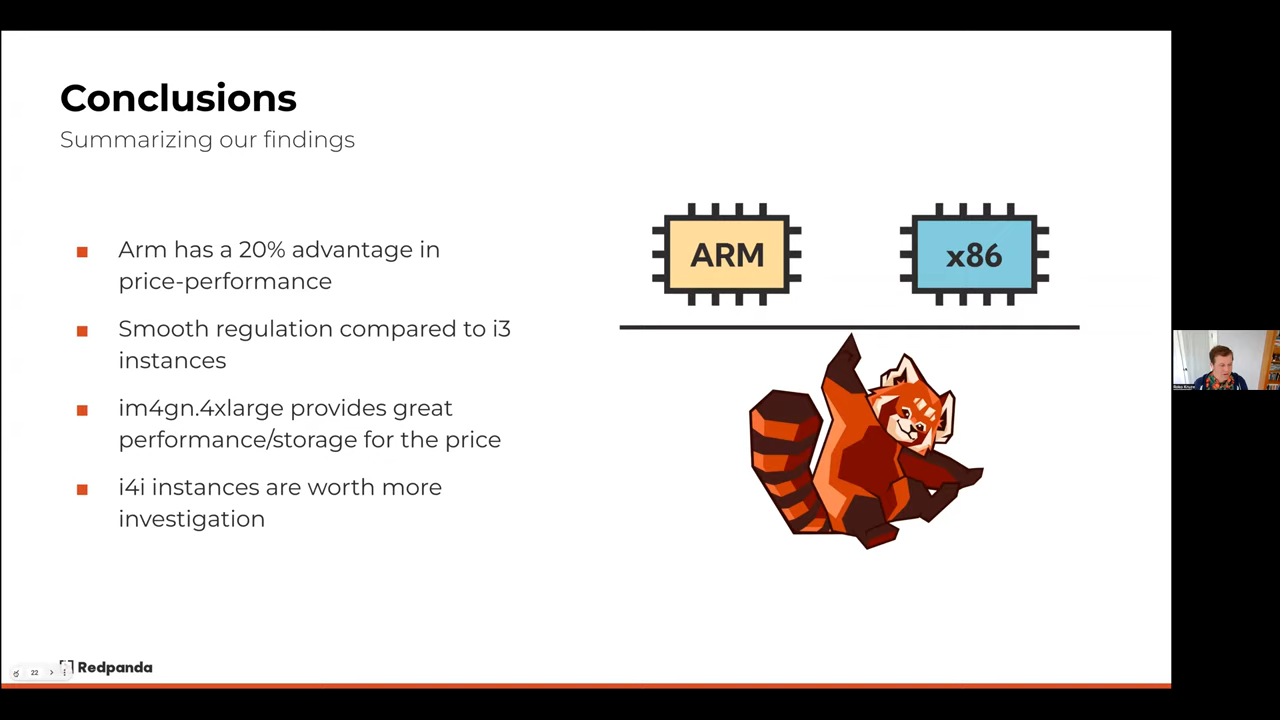 Conclusions
Summarizing our findings
Arm has a 20% advantage in
price-performance
Smooth regulation compared to i3
instances
im4gn.4xlarge provides great
performance/storage for the price
i4i instances are worth more
investigation
ARM
x86
22
Redpanda